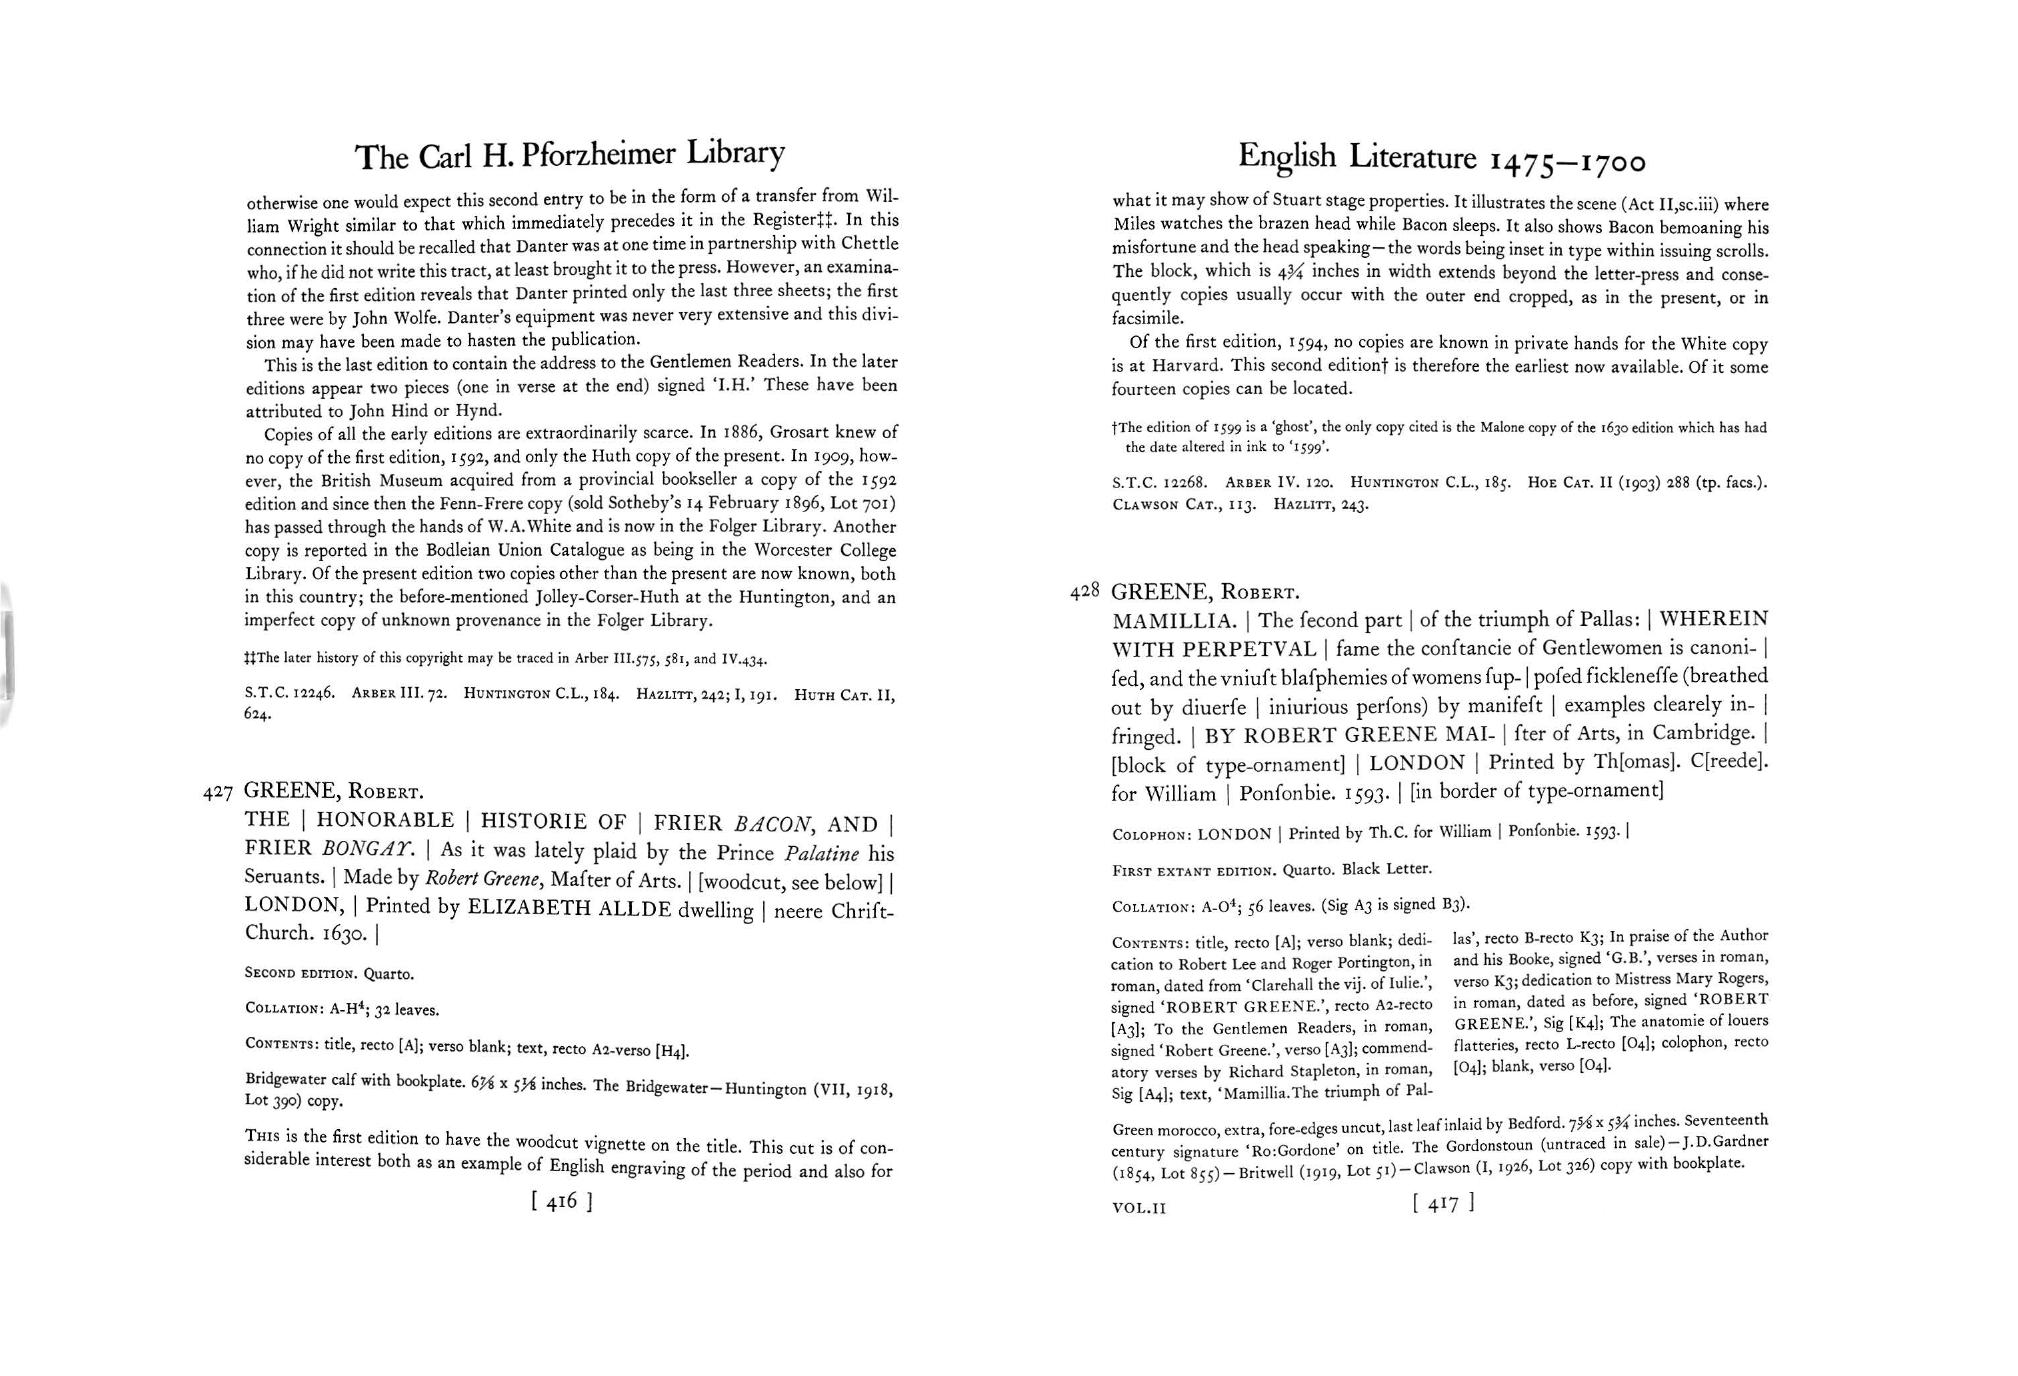 The Carl H. Pforzheimer Library
otherwise one would expect this second entry to be in the form of a transfer from Wil-
liam Wright similar to that which immediately precedes it in the Register‡‡. In this
connection it should be recalled that Danter was at one time in partnership with Chettle
who, if he did not write this tract, at least brought it to the press. However, an examina-
tion of the first edition reveals that Danter printed only the last three sheets; the first
three were by John Wolfe. Danter's equipment was never very extensive and this divi-
sion may have been made to hasten the publication.
This is the last edition to contain the address to the Gentlemen Readers. In the later
editions appear two pieces (one in verse at the end) signed 'I.H.' These have been
attributed to John Hind or Hynd.
Copies of all the early editions are extraordinarily scarce. In 1886, Grosart knew of
no copy of the first edition, 1592, and only the Huth copy of the present. In 1909, how-
ever, the British Museum acquired from a provincial bookseller a copy of the 1592
edition and since then the Fenn-Frere copy (sold Sotheby's 14 February 1896, Lot 701)
has passed through the hands of W.A.White and is now in the Folger Library. Another
copy is reported in the Bodleian Union Catalogue as being in the Worcester College
Library. Of the present edition two copies other than the present are now known, both
in this country; the before-mentioned Jolley-Corser-Huth at the Huntington, and an
imperfect copy of unknown provenance in the Folger Library.
‡‡The later history of this copyright may be traced in Arber III.575, 581, and IV.434.
S.T.C. 12246. Arber III. 72. Huntington C.L., 184. Hazlitt, 242; I, 191. Huth Cat. II,
624.
427 GREENE, Robert.
THE | HONORABLE | HISTORIE OF | FRIER BACON, AND |
FRIER BONGAY. | As it was lately plaid by the Prince Palatine his
Seruants. | Made by Robert Greene, Maſter of Arts. | [woodcut, see below] |
LONDON, | Printed by ELIZABETH ALLDE dwelling | neere Chriſt-
Church. 1630. |
Second edition. Quarto.
Collation: A-H⁴; 32 leaves.
Contents: title, recto [A]; verso blank; text, recto A2-verso [H4].
Bridgewater calf with bookplate. 6⅞ x 5⅛ inches. The Bridgewater—Huntington (VII, 1918,
Lot 390) copy.
This is the first edition to have the woodcut vignette on the title. This cut is of con-
siderable interest both as an example of English engraving of the period and also for
[ 416 ]
English Literature 1475—1700
what it may show of Stuart stage properties. It illustrates the scene (Act II,sc.iii) where
Miles watches the brazen head while Bacon sleeps. It also shows Bacon bemoaning his
misfortune and the head speaking—the words being inset in type within issuing scrolls.
The block, which is 4¾ inches in width extends beyond the letter-press and conse-
quently copies usually occur with the outer end cropped, as in the present, or in
facsimile.
Of the first edition, 1594, no copies are known in private hands for the White copy
is at Harvard. This second edition† is therefore the earliest now available. Of it some
fourteen copies can be located.
†The edition of 1599 is a 'ghost', the only copy cited is the Malone copy of the 1630 edition which has had
the date altered in ink to '1599'.
S.T.C. 12268. Arber IV. 120. Huntington C.L., 185. Hoe Cat. II (1903) 288 (tp. facs.).
Clawson Cat., 113. Hazlitt, 243.
428 GREENE, Robert.
MAMILLIA. | The ſecond part | of the triumph of Pallas: | WHEREIN
WITH PERPETVAL | fame the conſtancie of Gentlewomen is canoni- |
ſed, and the vniuſt blaſphemies of womens ſup- | poſed fickleneſſe (breathed
out by diuerſe | iniurious perſons) by manifeſt | examples clearely in- |
fringed. | BY ROBERT GREENE MAI- | ſter of Arts, in Cambridge. |
[block of type-ornament] | LONDON | Printed by Th[omas]. C[reede].
for William | Ponſonbie. 1593. | [in border of type-ornament]
Colophon: LONDON | Printed by Th.C. for William | Ponſonbie. 1593. |
First extant edition. Quarto. Black Letter.
Collation: A-O⁴; 56 leaves. (Sig A3 is signed B3).
Contents: title, recto [A]; verso blank; dedi-
cation to Robert Lee and Roger Portington, in
roman, dated from 'Clarehall the vij. of Iulie.',
signed 'ROBERT GREENE.', recto A2-recto
[A3]; To the Gentlemen Readers, in roman,
signed 'Robert Greene.', verso [A3]; commend-
atory verses by Richard Stapleton, in roman,
Sig [A4]; text, 'Mamillia.The triumph of Pal-
las', recto B-recto K3; In praise of the Author
and his Booke, signed 'G.B.', verses in roman,
verso K3; dedication to Mistress Mary Rogers,
in roman, dated as before, signed 'ROBERT
GREENE.', Sig [K4]; The anatomie of louers
flatteries, recto L-recto [O4]; colophon, recto
[O4]; blank, verso [O4].
Green morocco, extra, fore-edges uncut, last leaf inlaid by Bedford. 7⅝ x 5¾ inches. Seventeenth
century signature 'Ro:Gordone' on title. The Gordonstoun (untraced in sale)—J.D.Gardner
(1854, Lot 855)—Britwell (1919, Lot 51)—Clawson (I, 1926, Lot 326) copy with bookplate.
VOL.II
[ 417 ]